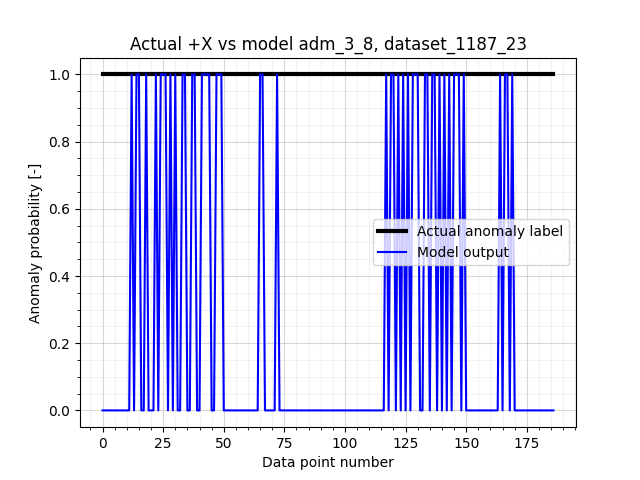 Actual +X vs model adm_3_8, dataset_1187_23
1.0
0.8
0.6
0.4
0.2
0.0
Anomaly probability [-]
Actual anomaly label
Model output
0 25 50 75 100 125 150 175
Data point number